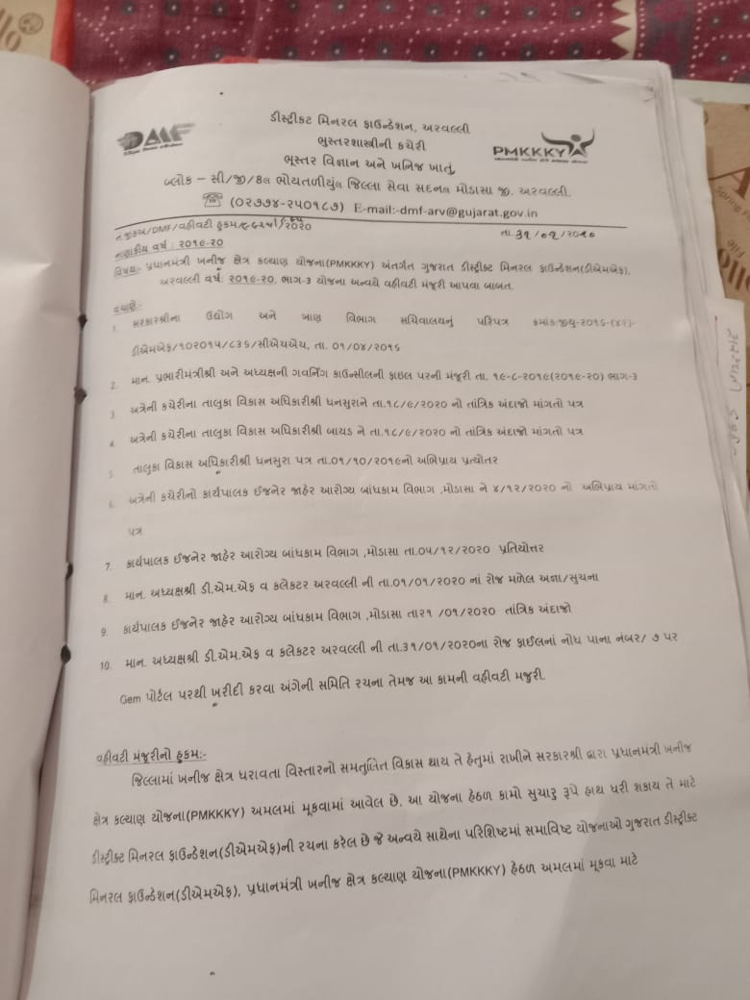 ડીસ્ટ્રીકટ મિનરલ ફાઉન્ડેશન, અરવલ્લી
ભુસ્તરશાસ્ત્રીની કચેરી
ભૂસ્તર વિજ્ઞાન અને ખનિજ ખાતુ,
DMF
PMKKKY
બ્લોક – સી/જી/૪લ ભોયતળીયુંલ જિલ્લા સેવા સદનલ મોડાસા જી. અરવલ્લી.
(૦૨૭૭૪-૨૫૦૧૮૭) E-mail:-dmf-arv@gujarat.gov.in
નં.જીકઅ/DMF/વહીવટી હુકમ/
તા.૩૧/૦૧/૨૦૨૦
નાણાકીય વર્ષ : ૨૦૧૯-૨૦
વિષય:- પ્રધાનમંત્રી ખનીજ ક્ષેત્ર કલ્યાણ યોજના(PMKKKY) અંતર્ગત ગુજરાત ડીસ્ટ્રીક્ટ મિનરલ ફાઉન્ડેશન(ડીએમએફ),
અરવલ્લી વર્ષ: ૨૦૧૯-૨૦, ભાગ-૩ યોજના અન્વયે વહીવટી મંજૂરી આપવા બાબત.
વંચાણે:-
1. સરકારશ્રીના ઉદ્યોગ અને ખાણ વિભાગ સચિવાલયનું પરિપત્ર ક્રમાંક-જીયુ-૨૦૧૬-(૪૨)-
ડીએમએફ/૧૦૨૦૧૫/૮૩૬/સીએયએય, તા. ૦૧/૦૪/૨૦૧૬
2. માન. પ્રભારીમંત્રીશ્રી અને અધ્યક્ષની ગવર્નિંગ કાઉન્સીલની ફાઇલ પરની મંજૂરી તા. ૧૯-૮-૨૦૧૯(૨૦૧૯-૨૦) ભાગ-૩
3. અત્રેની કચેરીના તાલુકા વિકાસ અધિકારીશ્રી ધનસુરાને તા.૧૮/૯/૨૦૨૦ નો તાંત્રિક અંદાજો માંગતો પત્ર
4. અત્રેની કચેરીના તાલુકા વિકાસ અધિકારીશ્રી બાયડ ને તા.૧૮/૯/૨૦૨૦ નો તાંત્રિક અંદાજો માંગતો પત્ર
5. તાલુકા વિકાસ અધિકારીશ્રી ધનસુરા પત્ર તા.૦૧/૧૦/૨૦૧૯નો અભિપ્રાય પ્રત્યોતર
6. અત્રેની કચેરીનો કાર્યપાલક ઈજનેર જાહેર આરોગ્ય બાંધકામ વિભાગ ,મોડાસા ને ૪/૧૨/૨૦૨૦ નો અભિપ્રાય માંગતો
પત્ર
7. કાર્યપાલક ઈજનેર જાહેર આરોગ્ય બાંધકામ વિભાગ ,મોડાસા તા.૦૫/૧૨/૨૦૨૦ પ્રતિયોત્તર
8. માન. અધ્યક્ષશ્રી ડી.એમ.એફ વ કલેકટર અરવલ્લી ની તા.૦૧/૦૧/૨૦૨૦ નાં રોજ મળેલ અજ્ઞા/સુચના
9. કાર્યપાલક ઈજનેર જાહેર આરોગ્ય બાંધકામ વિભાગ ,મોડાસા તા૨૧ /૦૧/૨૦૨૦ તાંત્રિક અંદાજો
10. માન. અધ્યક્ષશ્રી ડી.એમ.એફ વ કલેકટર અરવલ્લી ની તા.૩૧/૦૧/૨૦૨૦ના રોજ ફાઈલનાં નોધ પાના નંબર/ ૭ પર
Gem પોર્ટલ પરથી ખરીદી કરવા અંગેની સમિતિ રચના તેમજ આ કામની વહીવટી મજુરી.
વહીવટી મંજુરીનો હુકમ:-
જિલ્લામાં ખનીજ ક્ષેત્ર ધરાવતા વિસ્તારનો સમતુલિત વિકાસ થાય તે હેતુમાં રાખીને સરકારશ્રી દ્વારા પ્રધાનમંત્રી ખનીજ
ક્ષેત્ર કલ્યાણ યોજના(PMKKKY) અમલમાં મૂકવામાં આવેલ છે. આ યોજના હેઠળ કામો સુચારુ રૂપે હાથ ધરી શકાય તે માટે
ડીસ્ટ્રીક્ટ મિનરલ ફાઉન્ડેશન(ડીએમએફ)ની રચના કરેલ છે જે અન્વયે સાથેના પરિશિષ્ટમાં સમાવિષ્ટ યોજનાઓ ગુજરાત ડીસ્ટ્રીક્ટ
મિનરલ ફાઉન્ડેશન(ડીએમએફ), પ્રધાનમંત્રી ખનીજ ક્ષેત્ર કલ્યાણ યોજના(PMKKKY) હેઠળ અમલમાં મૂકવા માટે